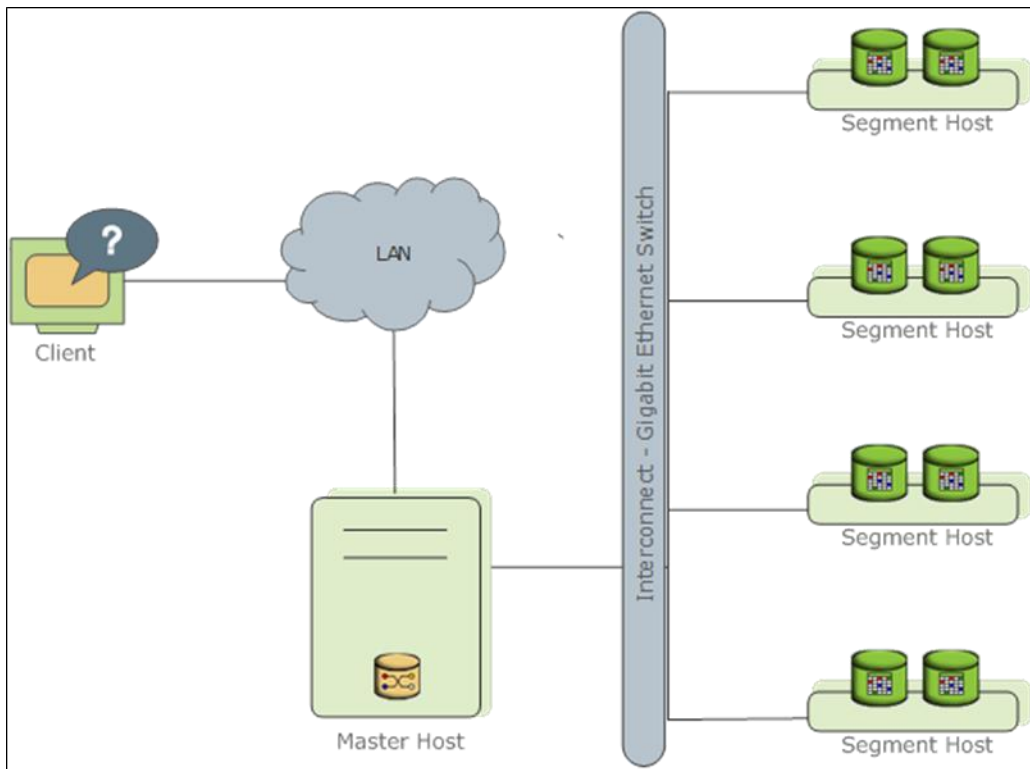 Segment Host
?
LAN
Segment Host
Client
Interconnect - Gigabit Ethernet Switch
Segment Host
Master Host
Segment Host